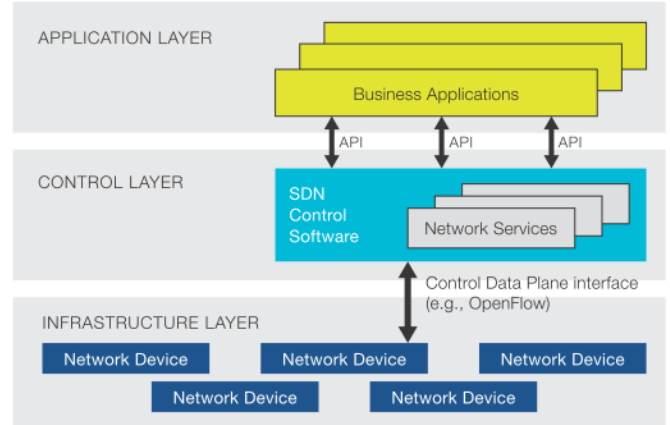 APPLICATION LAYER
Business Applications
API
API
API
CONTROL LAYER
SDN
Control
Software
Network Services
Control Data Plane interface
(e.g., OpenFlow)
INFRASTRUCTURE LAYER
Network Device
Network Device
Network Device
Network Device
Network Device